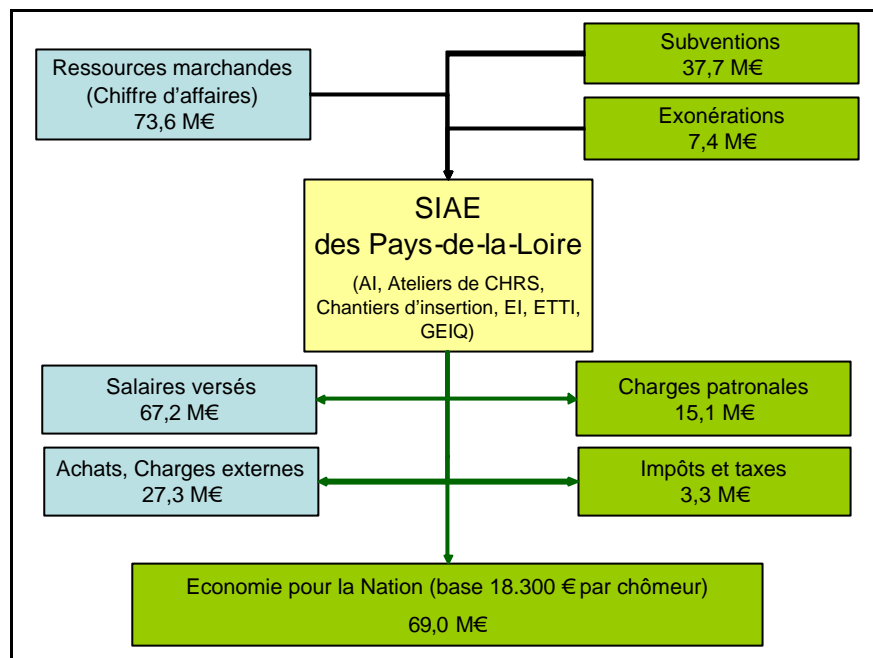 Ressources marchandes
(Chiffre d'affaires)
73,6 M€
Subventions
37,7 M€
Exonérations
7,4 M€
SIAE
des Pays-de-la-Loire
(AI, Ateliers de CHRS,
Chantiers d'insertion, EI, ETTI,
GEIQ)
Salaires versés
67,2 M€
Charges patronales
15,1 M€
Achats, Charges externes
27,3 M€
Impôts et taxes
3,3 M€
Economie pour la Nation (base 18.300 € par chômeur)
69,0 M€